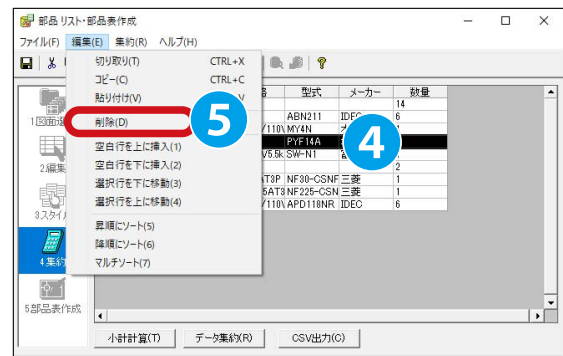 部品 リスト・部品表作成
ファイル(F) 編集(E) 集約(R) ヘルプ(H)
切り取り(T) CTRL+X
コピー(C) CTRL+C
貼り付け(V) V
削除(D)
空白行を上に挿入(1)
空白行を下に挿入(2)
選択行を下に移動(3)
選択行を上に移動(4)
昇順にソート(5)
降順にソート(6)
マルチソート(7)
5
4
2編集
3.スタイル
4.集約
5.部品表作成
型式 メーカー 数量
14
ABN211 IDEC 6
/110\ MY4N
PYF14A
V/5.5k SW-N1
2
AT3P NF30-CSNF 三菱 1
5AT3 NF225-CSN 三菱 1
/110\ APD118NR IDEC 6
小計計算(T) データ集約(R) CSV出力(C)